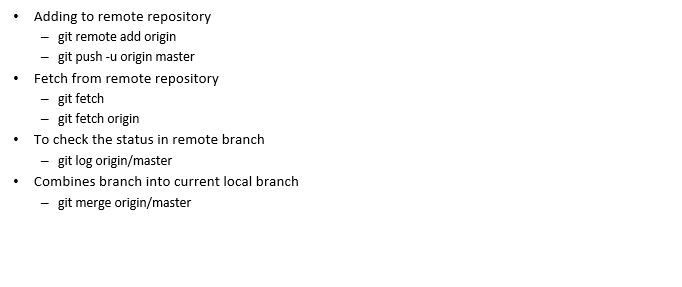 • Adding to remote repository
– git remote add origin
– git push -u origin master
• Fetch from remote repository
– git fetch
– git fetch origin
• To check the status in remote branch
– git log origin/master
• Combines branch into current local branch
– git merge origin/master